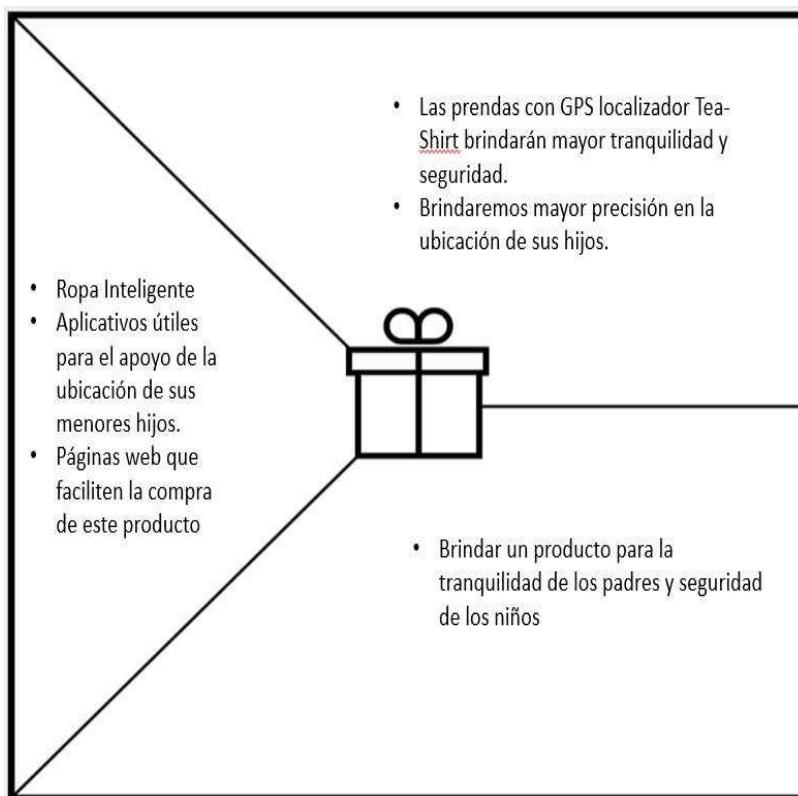 • Las prendas con GPS localizador Tea-
Shirt brindarán mayor tranquilidad y
seguridad.
• Brindaremos mayor precisión en la
ubicación de sus hijos.
• Ropa Inteligente
• Aplicativos útiles
para el apoyo de la
ubicación de sus
menores hijos.
• Páginas web que
faciliten la compra
de este producto
• Brindar un producto para la
tranquilidad de los padres y seguridad
de los niños